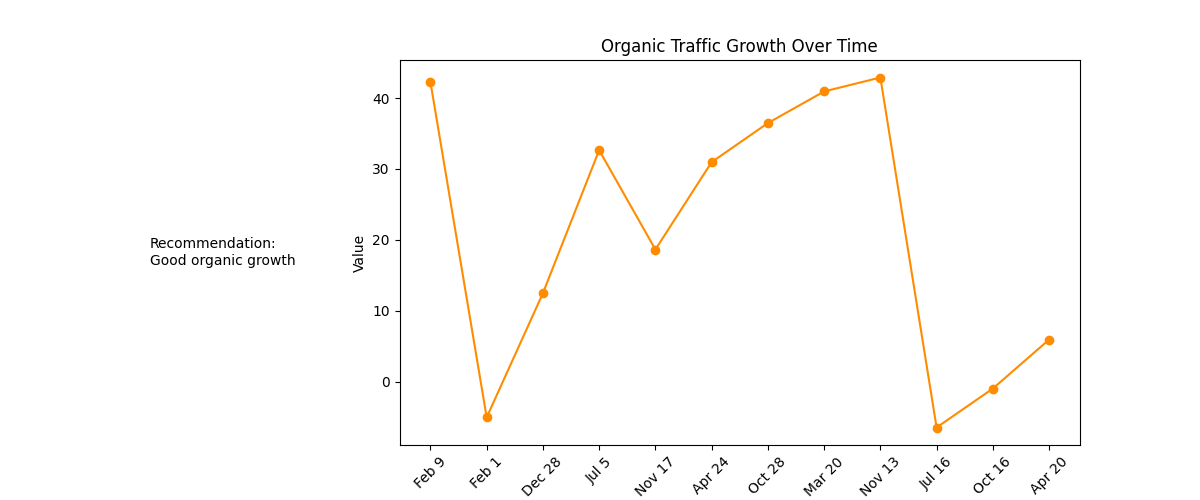 Organic Traffic Growth Over Time
Recommendation:
Good organic growth
Value
40
30
20
10
0
Feb 9
Feb 1
Dec 28
Jul 5
Nov 17
Apr 24
Oct 28
Mar 20
Nov 13
Jul 16
Oct 16
Apr 20